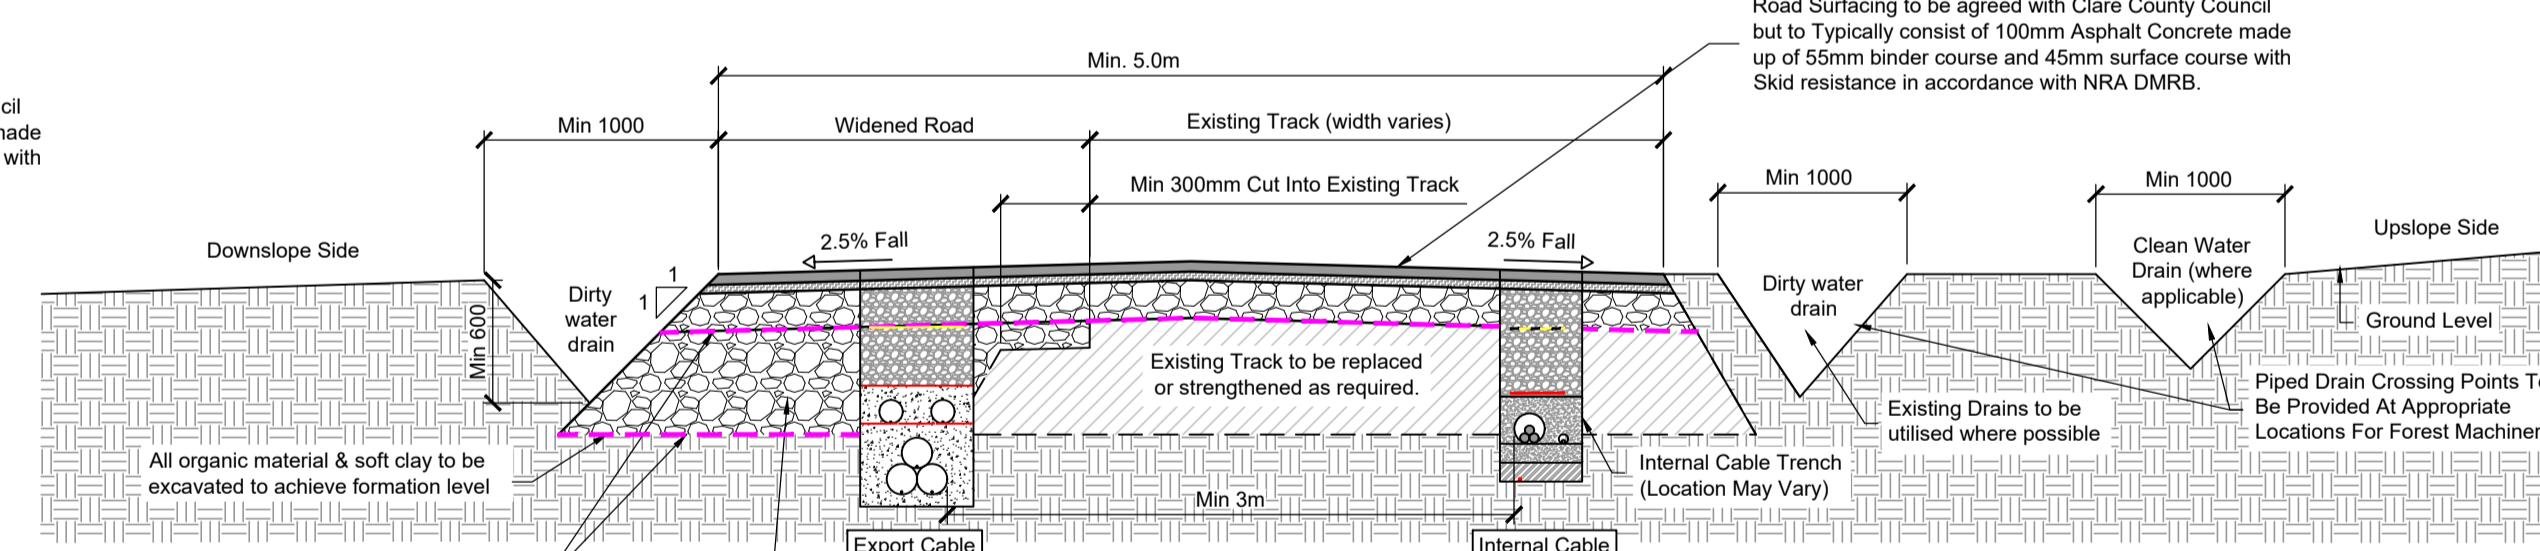 Road Surfacing to be agreed with Clare County Council
but to Typically consist of 100mm Asphalt Concrete made
up of 55mm binder course and 45mm surface course with
Skid resistance in accordance with NRA DMRB.
cil
with
Min. 5.0m
Min 1000
Widened Road
Existing Track (width varies)
Min 300mm Cut Into Existing Track
Min 1000
Min 1000
Downslope Side
2.5% Fall
2.5% Fall
Upslope Side
1
1
Dirty
water
drain
Min 600
Dirty water
drain
Clean Water
Drain (where
applicable)
Ground Level
Existing Track to be replaced
or strengthened as required.
Existing Drains to be
utilised where possible
Piped Drain Crossing Points
Be Provided At Appropriate
Locations For Forest
All organic material & soft clay to be
excavated to achieve formation level
Internal Cable Trench
(Location May Vary)
Min 3m
Export Cable
Internal Cable